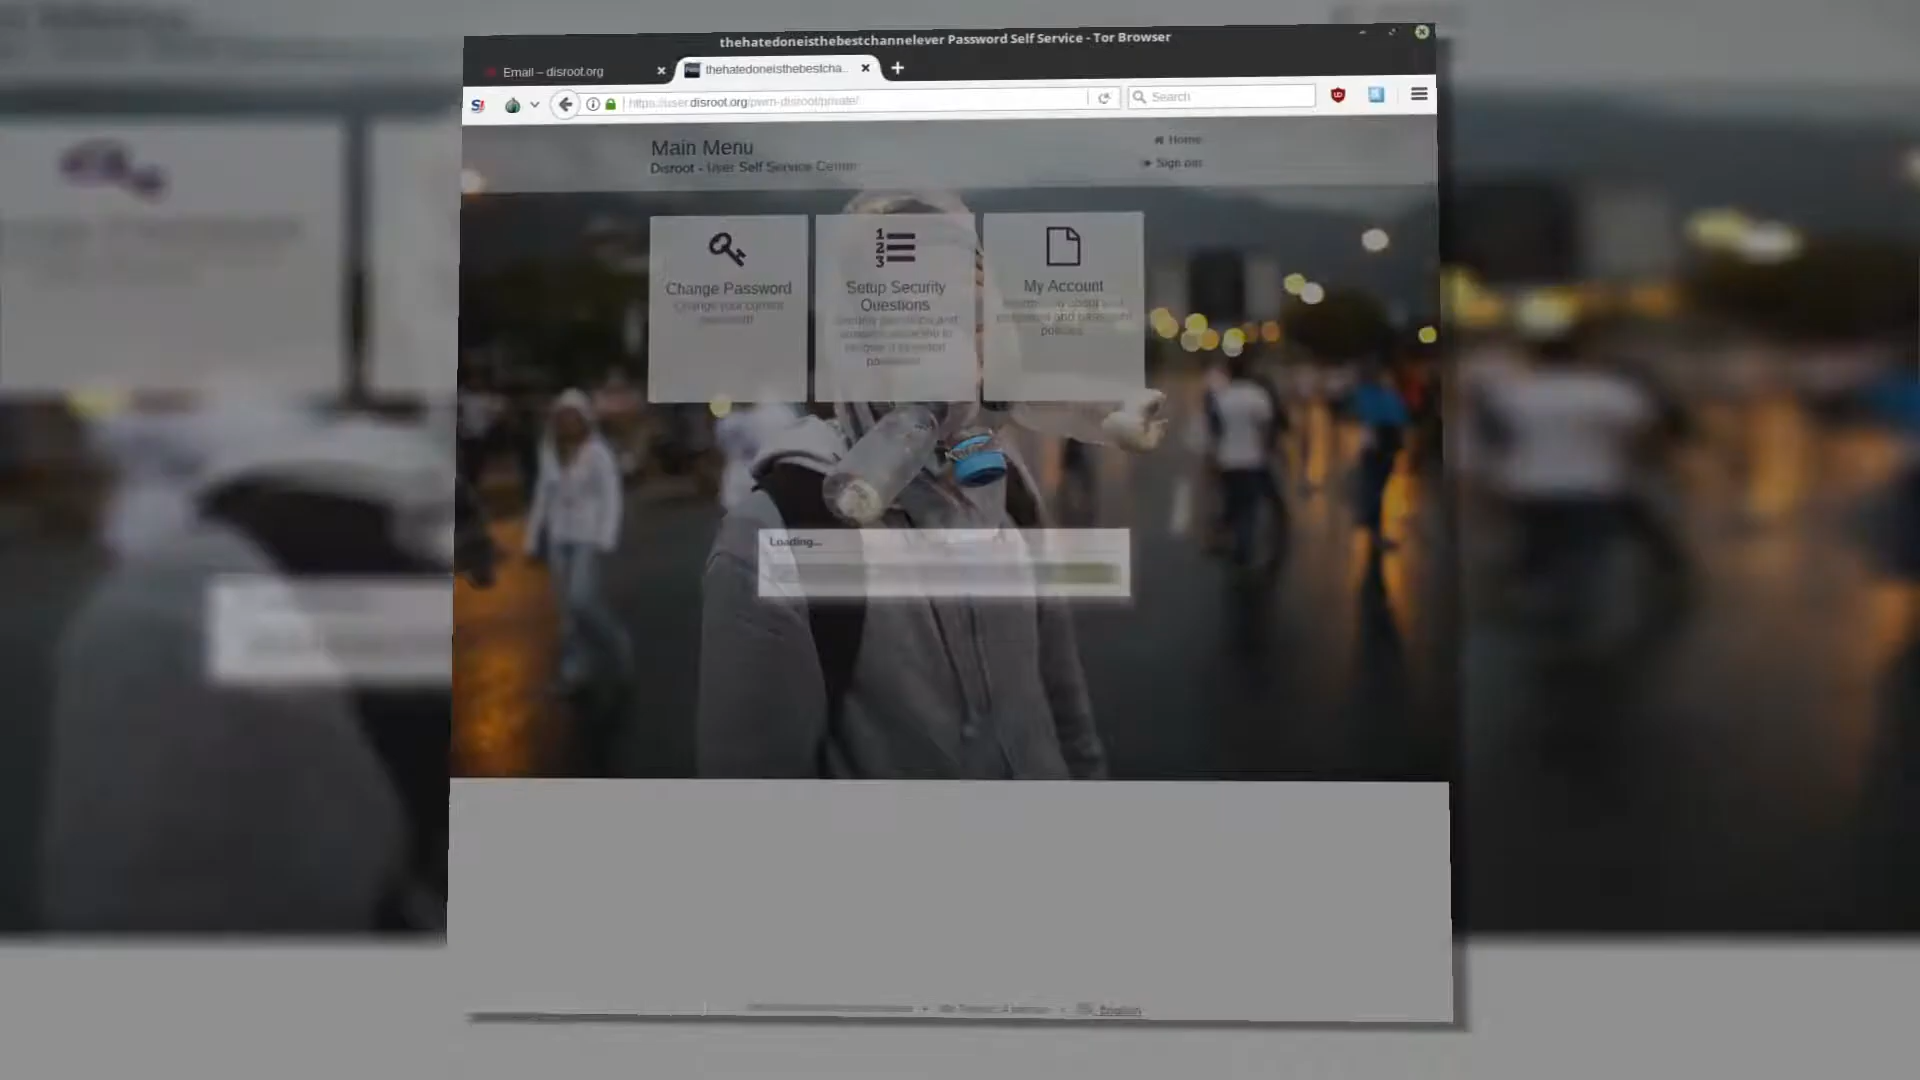 thehatedoneisthebestchannelever Password Self Service - Tor Browser
Email – disroot.org
thehatedoneisthebestcha..
https://user.disroot.org/pwm-disroot/private/
Search
Main Menu
Disroot - User Self Service Center
Home
Sign out
Change Password
Change your current password
Setup Security Questions
My Account
Loading...
English